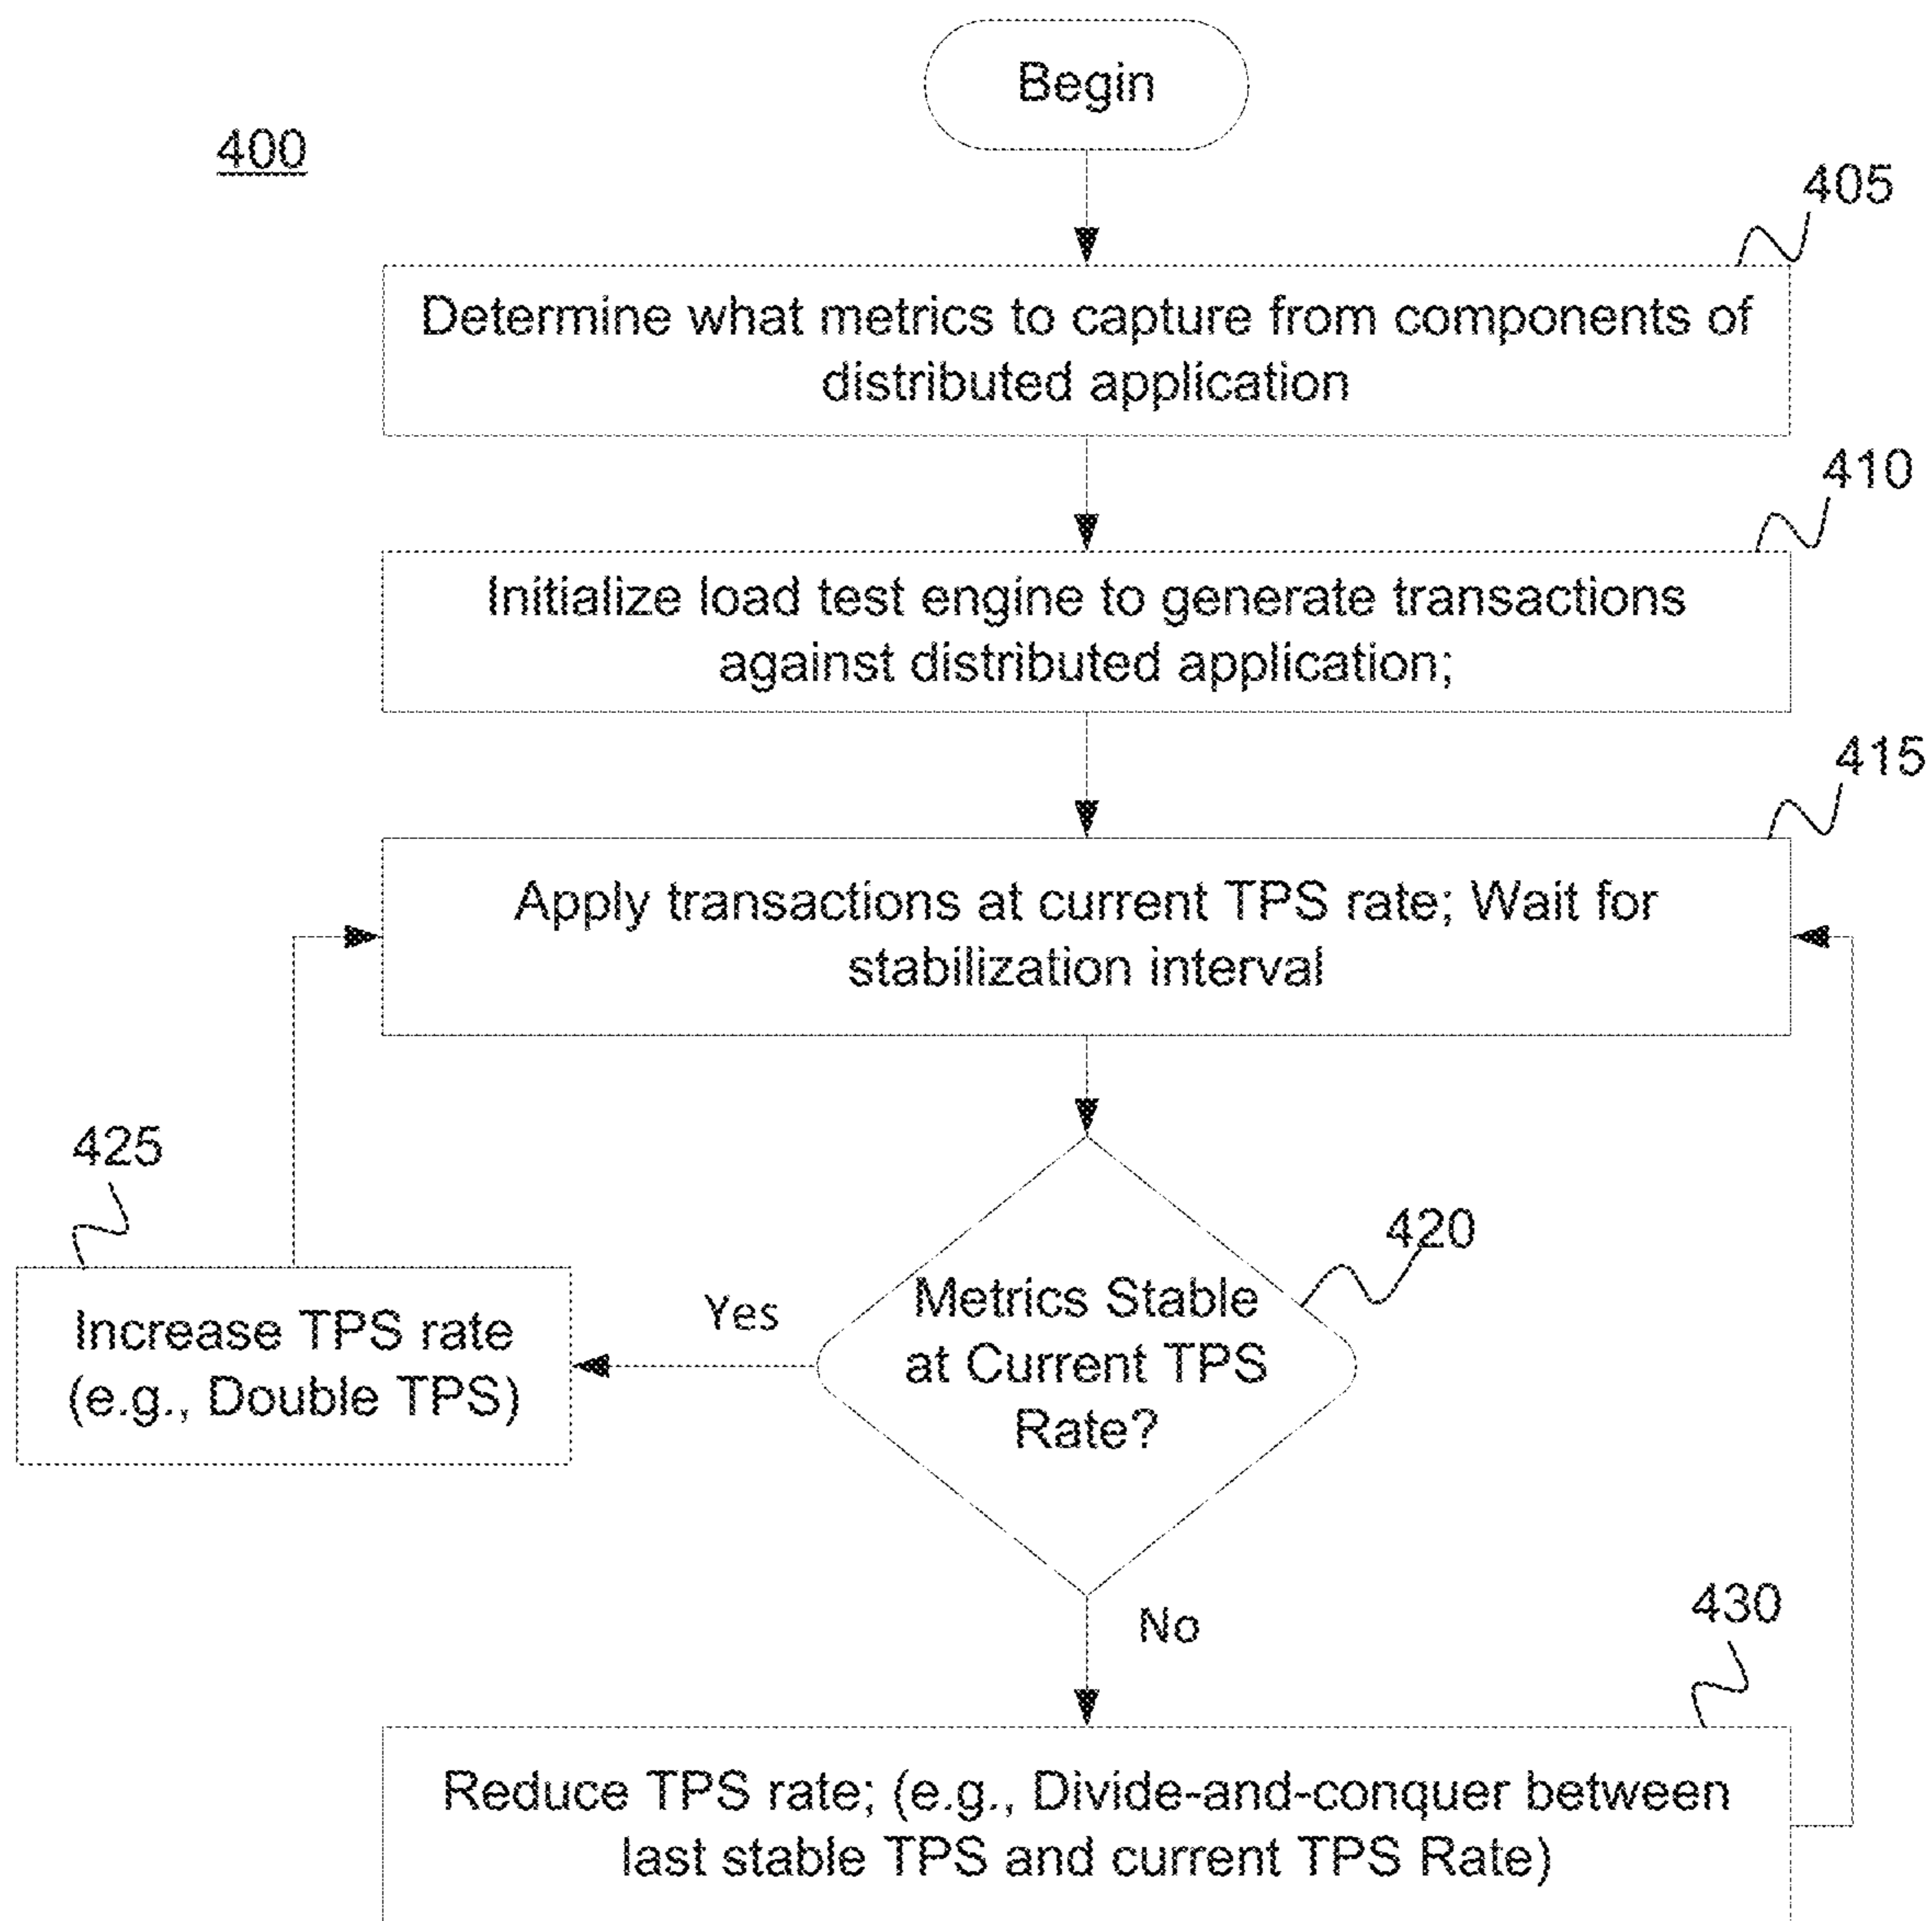 Begin
400
405
Determine what metrics to capture from components of
distributed application
410
Initialize load test engine to generate transactions
against distributed application;
415
Apply transactions at current TPS rate; Wait for
stabilization interval
425
420
Metrics Stable
at Current TPS
Rate?
Yes
Increase TPS rate
(e.g., Double TPS)
No
430
Reduce TPS rate; (e.g., Divide-and-conquer between
last stable TPS and current TPS Rate)